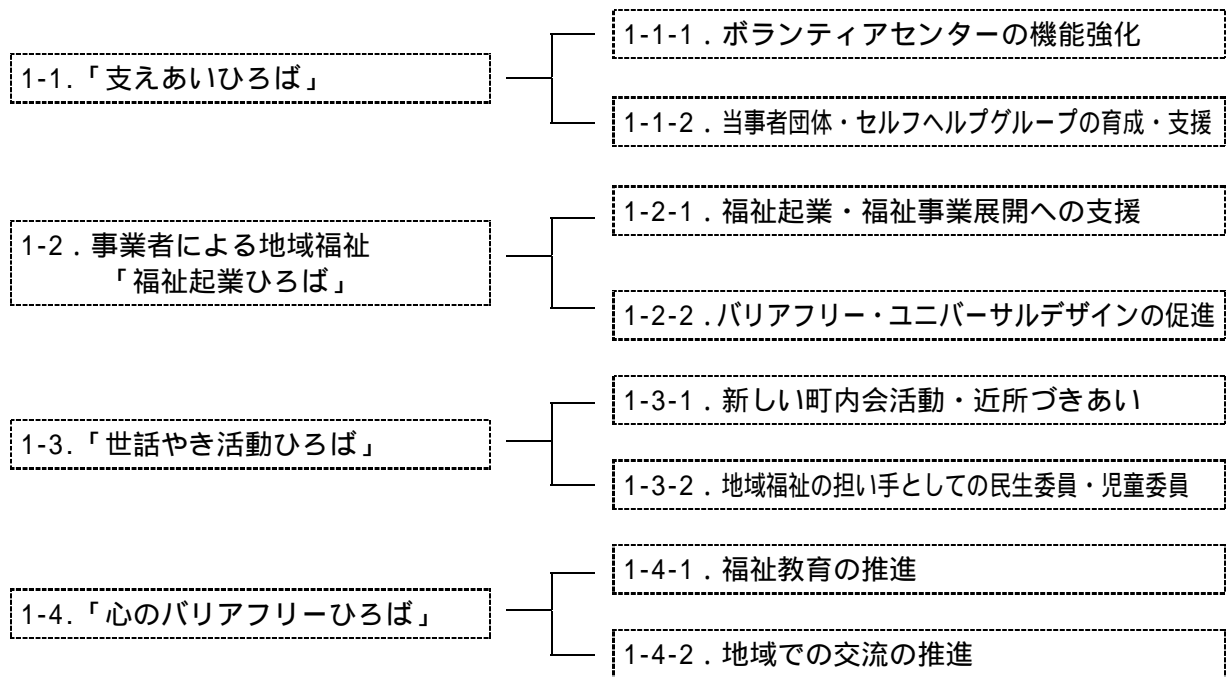 1-1.「支えあいひろば」
1-1-1．ボランティアセンターの機能強化
1-1-2．当事者団体・セルフヘルプグループの育成・支援
1-2．事業者による地域福祉
「福祉起業ひろば」
1-2-1．福祉起業・福祉事業展開への支援
1-2-2．バリアフリー・ユニバーサルデザインの促進
1-3.「世話やき活動ひろば」
1-3-1．新しい町内会活動・近所づきあい
1-3-2．地域福祉の担い手としての民生委員・児童委員
1-4.「心のバリアフリーひろば」
1-4-1．福祉教育の推進
1-4-2．地域での交流の推進